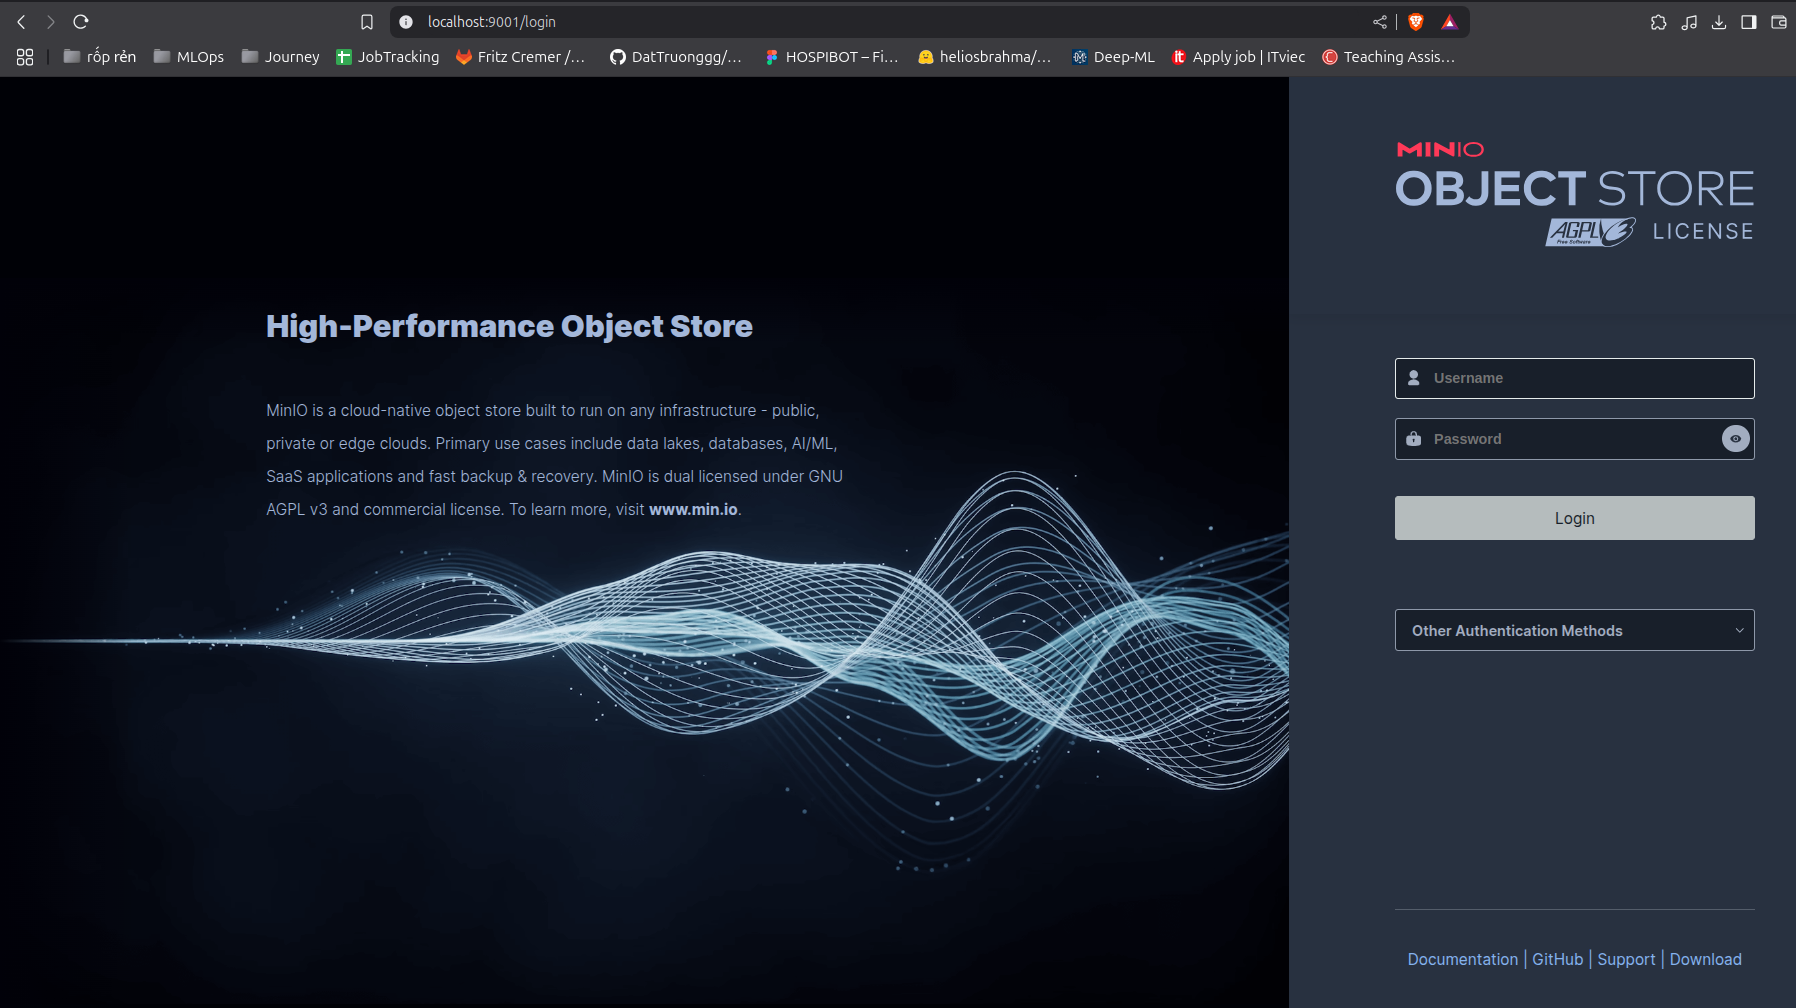 localhost:9001/login
rốp rẻn MLOps Journey JobTracking Fritz Cremer /... DatTruonggg/... HOSPIBOT – Fi... heliosbrahma/... Deep-ML Apply job | ITviec Teaching Assis...
MINIO
OBJECT STORE
AGPL v3 Free Software LICENSE
High-Performance Object Store
MinIO is a cloud-native object store built to run on any infrastructure - public,
private or edge clouds. Primary use cases include data lakes, databases, AI/ML,
SaaS applications and fast backup & recovery. MinIO is dual licensed under GNU
AGPL v3 and commercial license. To learn more, visit www.min.io.
Username
Password
Login
Other Authentication Methods
Documentation | GitHub | Support | Download